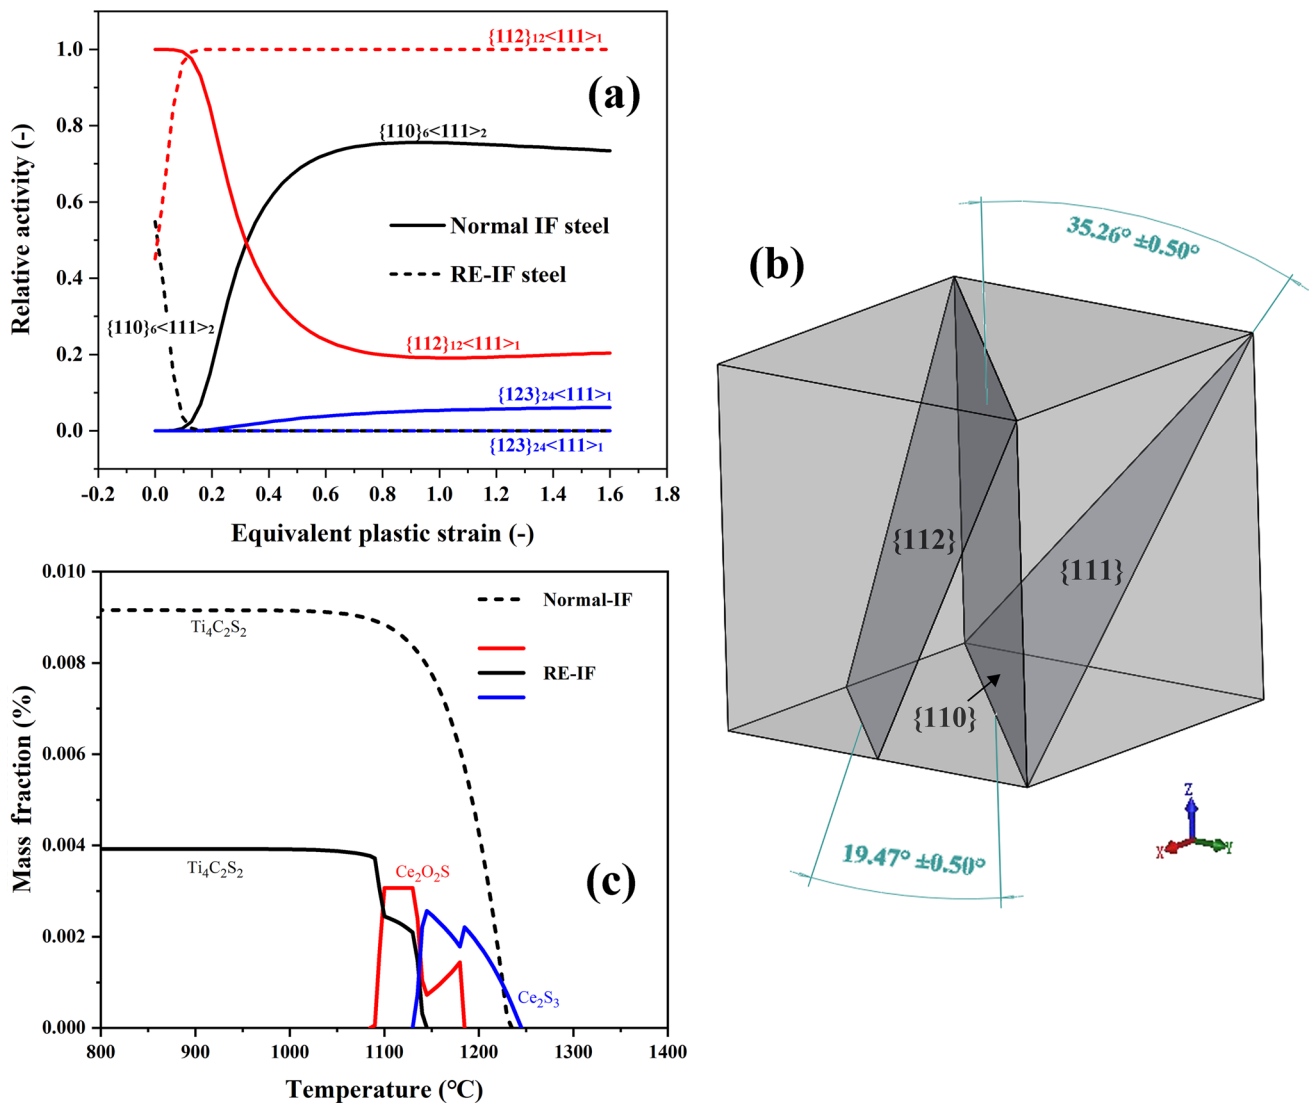 {112}₁₂<111>₁
(a)
{110}₆<111>₂
Normal IF steel
RE-IF steel
{110}₆<111>₂
{112}₁₂<111>₁
{123}₂₄<111>₁
{123}₂₄<111>₁
Relative activity (-)
1.0
0.8
0.6
0.4
0.2
0.0
-0.2 0.0 0.2 0.4 0.6 0.8 1.0 1.2 1.4 1.6 1.8
Equivalent plastic strain (-)
(b)
35.26° ±0.50°
{112}
{111}
{110}
19.47° ±0.50°
Z
X
Y
0.010
0.008
0.006
0.004
0.002
0.000
Mass fraction (%)
Normal-IF
Ti₄C₂S₂
RE-IF
Ti₄C₂S₂
Ce₂O₂S
(c)
Ce₂S₃
800 900 1000 1100 1200 1300 1400
Temperature (°C)